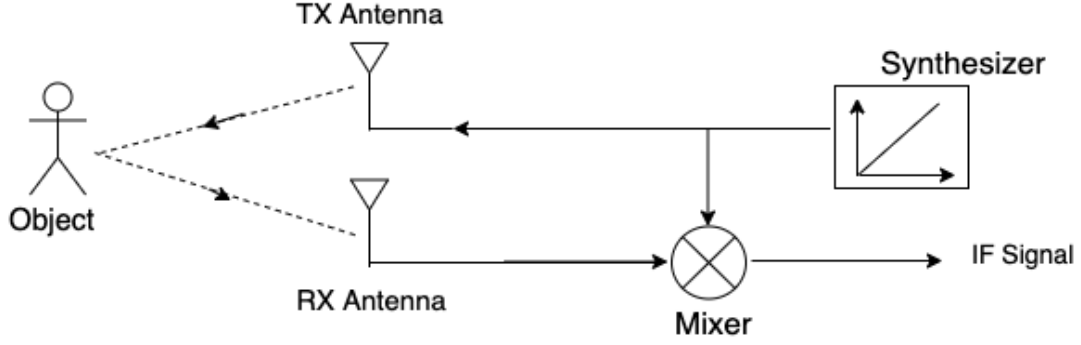 TX Antenna
Synthesizer
Object
RX Antenna
IF Signal
Mixer